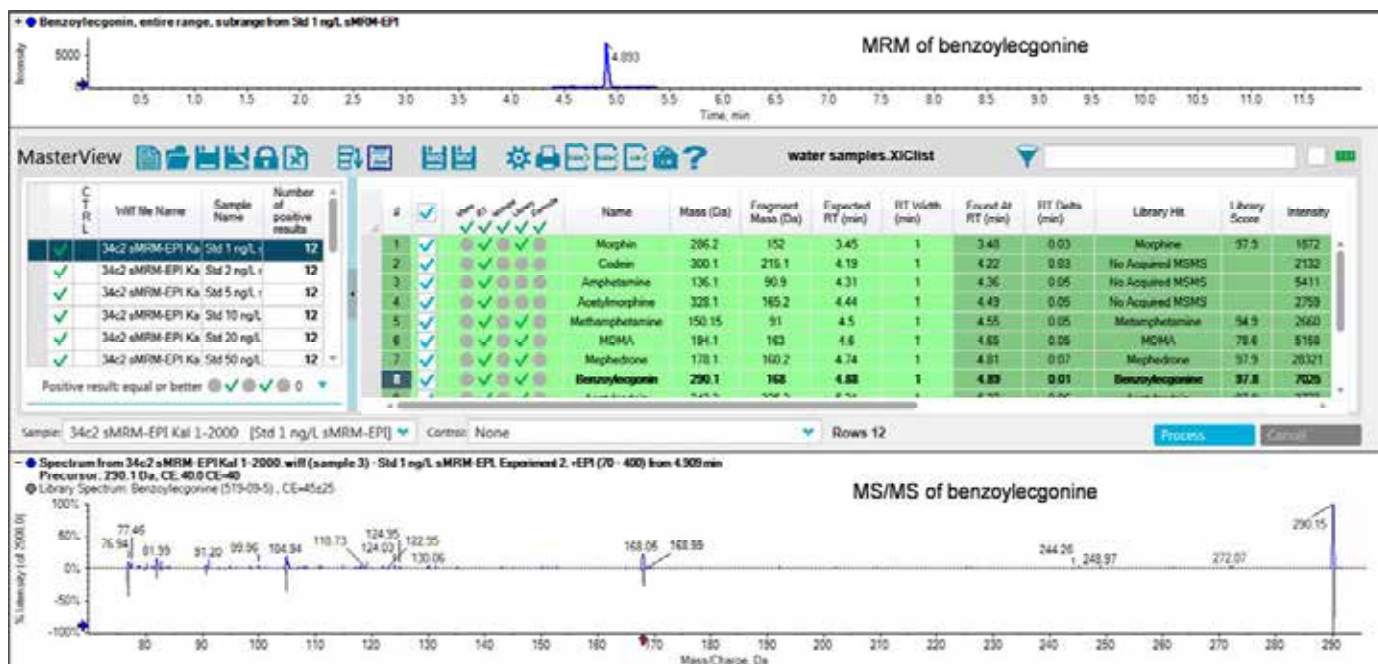 Benzoylecgonin, entire range, subrange from Std 1 ng/L sMRM-EPI
MRM of benzoylecgonine
Intensity
5000
0
4.893
0.5 1.0 1.5 2.0 2.5 3.0 3.5 4.0 4.5 5.0 5.5 6.0 6.5 7.0 7.5 8.0 8.5 9.0 9.5 10.0 10.5 11.0 11.5
Time, min
MasterView
water samples.XIClist
CTRL Wiff file Name Sample Name Number of positive results
34c2 sMRM-EPI Ka Std 1 ng/L 12
34c2 sMRM-EPI Ka Std 2 ng/L 12
34c2 sMRM-EPI Ka Std 5 ng/L 12
34c2 sMRM-EPI Ka Std 10 ng/L 12
34c2 sMRM-EPI Ka Std 20 ng/L 12
34c2 sMRM-EPI Ka Std 50 ng/L 12
Positive result: equal or better 0
# Name Mass (Da) Fragment Mass (Da) Expected RT (min) RT Width (min) Found At RT (min) RT Delta (min) Library Hit Library Score Intensity
1 Morphin 286.2 152 3.45 1 3.48 0.03 Morphine 97.9 1872
2 Codein 300.1 215.1 4.19 1 4.22 0.03 No Acquired MSMS 2132
3 Amphetamine 136.1 90.9 4.31 1 4.36 0.05 No Acquired MSMS 5411
4 Acetylmorphine 328.1 165.2 4.44 1 4.49 0.05 No Acquired MSMS 2759
5 Methamphetamine 150.15 91 4.5 1 4.55 0.05 Metamphetamine 94.9 2660
6 MDMA 194.1 163 4.6 1 4.65 0.05 MDMA 78.6 5168
7 Mephedrone 178.1 160.2 4.74 1 4.81 0.07 Mephedrone 97.9 28321
8 Benzoylecgonin 290.1 168 4.88 1 4.89 0.01 Benzoylecgonine 97.8 7025
Sample: 34c2 sMRM-EPI Kal 1-2000 [Std 1 ng/L sMRM-EPI] Control: None Rows 12 Process Cancel
Spectrum from 34c2 sMRM-EPI Kal 1-2000.wiff (sample 3) - Std 1 ng/L sMRM-EPI, Experiment 2, +EPI (70 - 400) from 4.909 min
Precursor: 290.1 Da, CE: 40.0 CE=40
Library Spectrum: Benzoylecgonine (519-09-5) , CE=45±25
MS/MS of benzoylecgonine
% Intensity (of 2000.0)
100%
50%
0%
-50%
-100%
76.94 77.46 81.99 91.20 99.96 104.94 118.73 124.03 124.95 122.95 130.06 168.06 168.99 244.26 248.97 272.07 290.15
80 90 100 110 120 130 140 150 160 170 180 190 200 210 220 230 240 250 260 270 280 290
Mass/Charge, Da